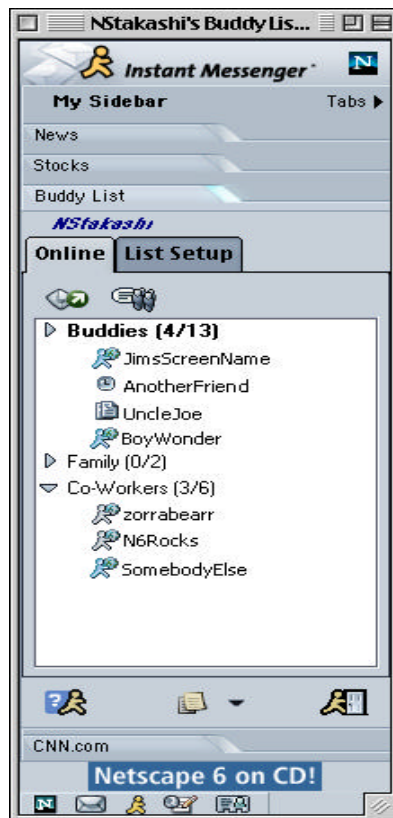 NStakashi's Buddy Lis...
Instant Messenger
N
My Sidebar
Tabs
News
Stocks
Buddy List
NStakashi
Online
List Setup
Buddies (4/13)
JimsScreenName
AnotherFriend
UncleJoe
BoyWonder
Family (0/2)
Co-Workers (3/6)
zorrabearr
N6Rocks
SomebodyElse
?
CNN.com
Netscape 6 on CD!
N